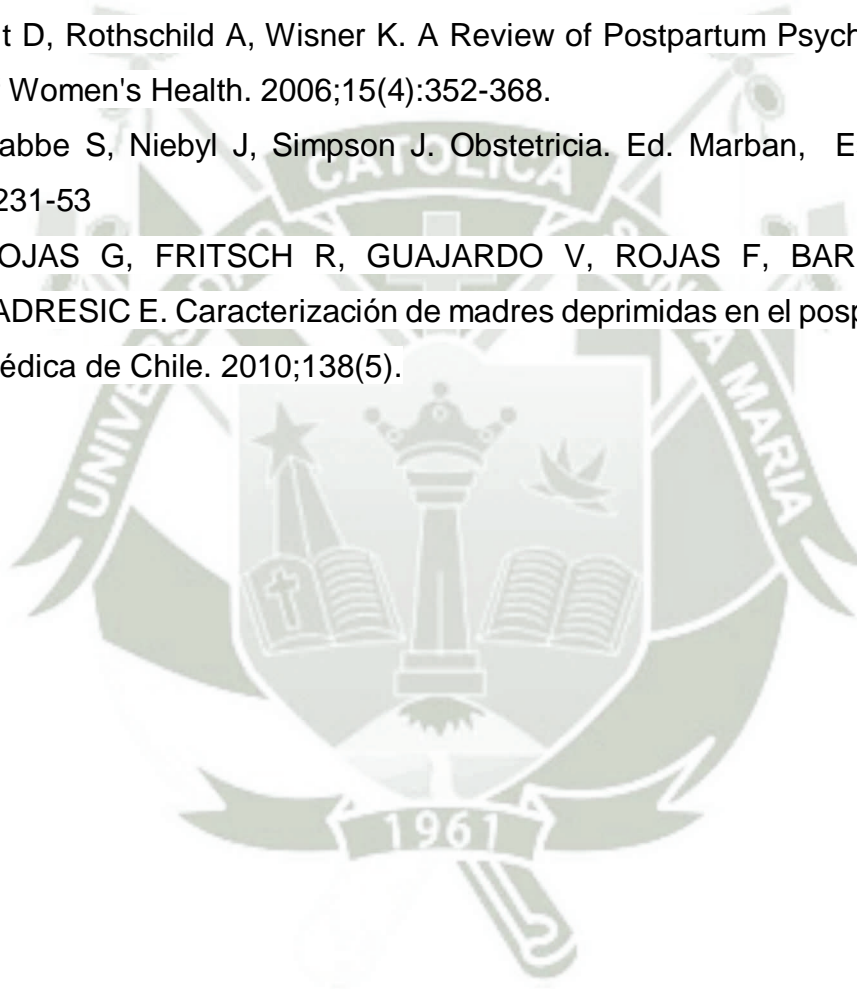 t D, Rothschild A, Wisner K. A Review of Postpartum Psych
Women's Health. 2006;15(4):352-368.
abbe S, Niebyl J, Simpson J. Obstetricia. Ed. Marban, E
231-53
OJAS G, FRITSCH R, GUAJARDO V, ROJAS F, BAR
ADRESIC E. Caracterización de madres deprimidas en el posp
édica de Chile. 2010;138(5).
CATOLICA
UNIVERSIDAD
MARIA
1961